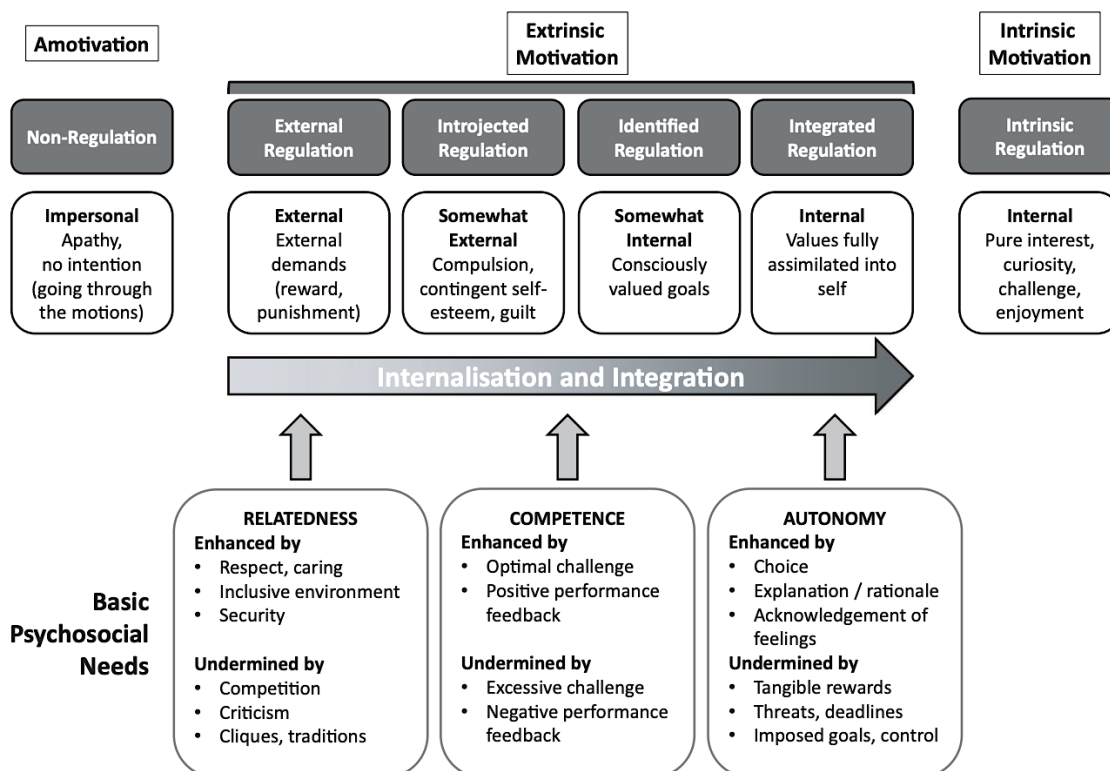 Amotivation
Extrinsic
Motivation
Intrinsic
Motivation
Non-Regulation
External
Regulation
Introjected
Regulation
Identified
Regulation
Integrated
Regulation
Intrinsic
Regulation
Impersonal
Apathy,
no intention
(going through
the motions)
External
External
demands
(reward,
punishment)
Somewhat
External
Compulsion,
contingent self-
esteem, guilt
Somewhat
Internal
Consciously
valued goals
Internal
Values fully
assimilated into
self
Internal
Pure interest,
curiosity,
challenge,
enjoyment
Internalisation and Integration
Basic
Psychosocial
Needs
RELATEDNESS
Enhanced by
• Respect, caring
• Inclusive environment
• Security
Undermined by
• Competition
• Criticism
• Cliques, traditions
COMPETENCE
Enhanced by
• Optimal challenge
• Positive performance
feedback
Undermined by
• Excessive challenge
• Negative performance
feedback
AUTONOMY
Enhanced by
• Choice
• Explanation / rationale
• Acknowledgement of
feelings
Undermined by
• Tangible rewards
• Threats, deadlines
• Imposed goals, control